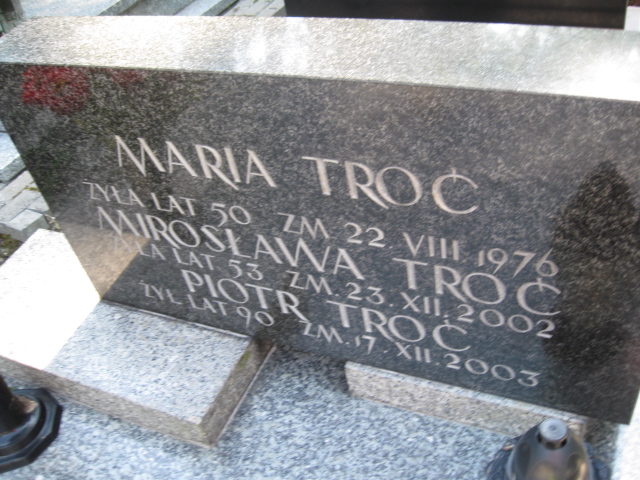 MARIA TROĆ
ŻYŁA LAT 50 ZM. 22 VIII. 1976
MIROSŁAWA TROĆ
ŻYŁA LAT 53 ZM. 23. XII. 2002
PIOTR TROĆ
ŻYŁ LAT 90 ZM. 17. XII. 2003